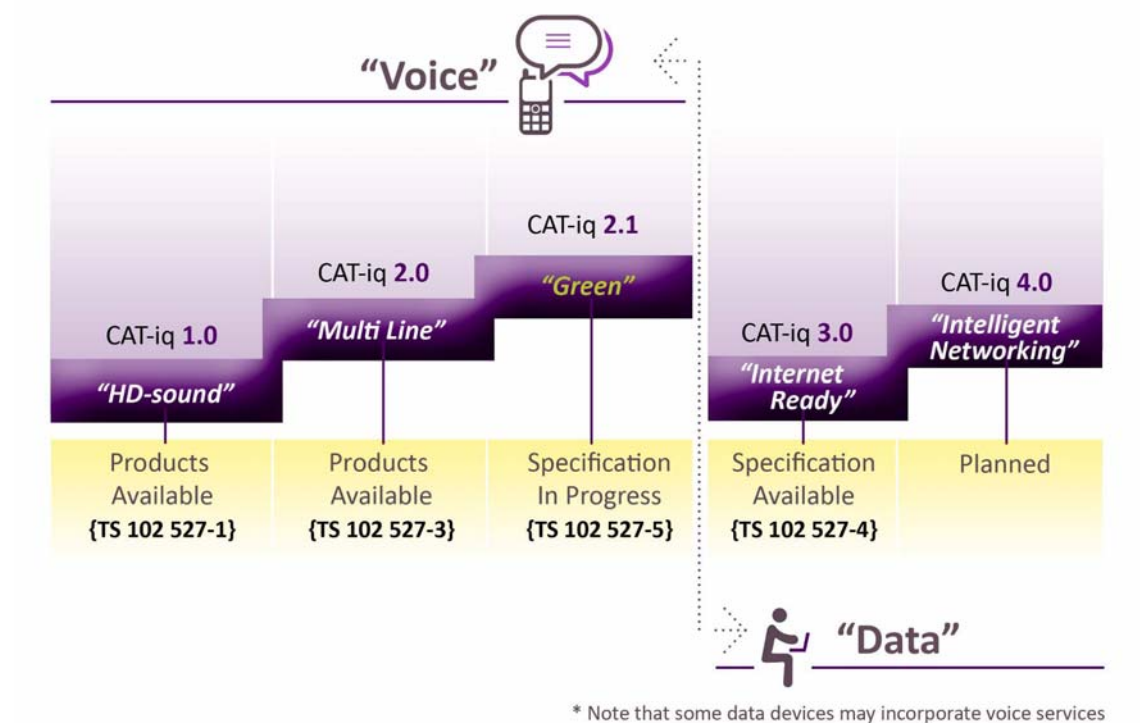 “Voice”
CAT-iq 1.0
“HD-sound”
Products
Available
{TS 102 527-1}
CAT-iq 2.0
“Multi Line”
Products
Available
{TS 102 527-3}
CAT-iq 2.1
“Green”
Specification
In Progress
{TS 102 527-5}
CAT-iq 3.0
“Internet
Ready”
Specification
Available
{TS 102 527-4}
CAT-iq 4.0
“Intelligent
Networking”
Planned
“Data”
* Note that some data devices may incorporate voice services